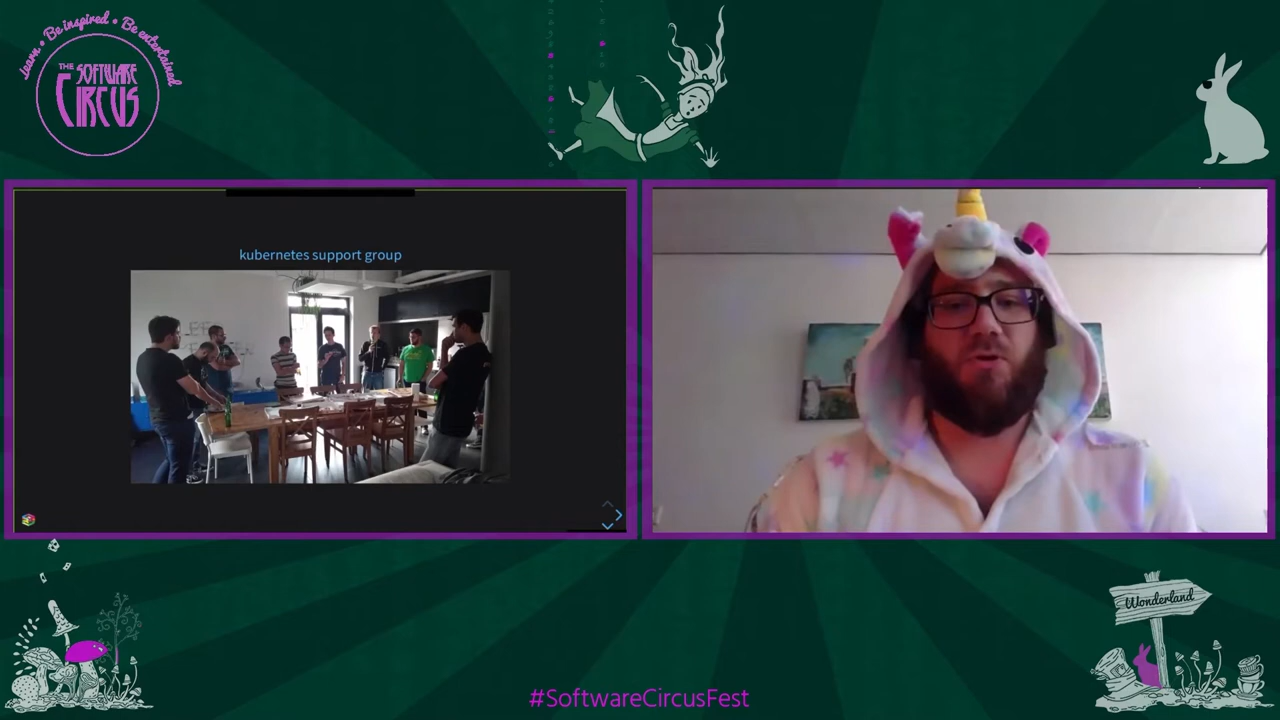 Learn • Be inspired • Be entertained
THE
SOFTWARE
CIRCUS
kubernetes support group
Wonderland
#SoftwareCircusFest